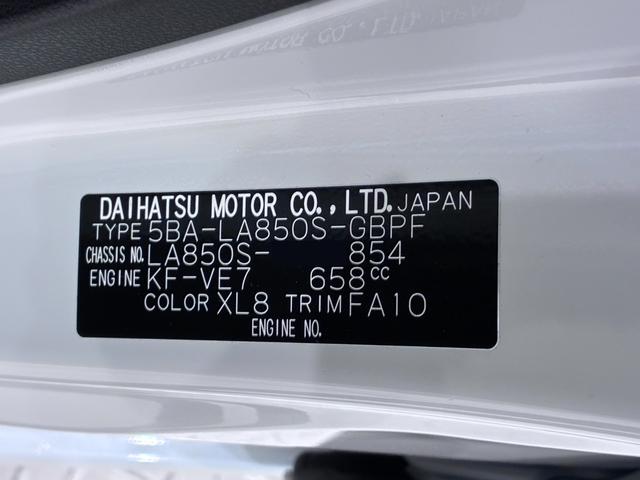 DAIHATSU MOTOR CO., LTD. JAPAN
TYPE 5BA-LA850S-GBPF
CHASSIS NO. LA850S- 854
ENGINE KF-VE7 658CC
COLOR XL8 TRIM FA10
ENGINE NO.